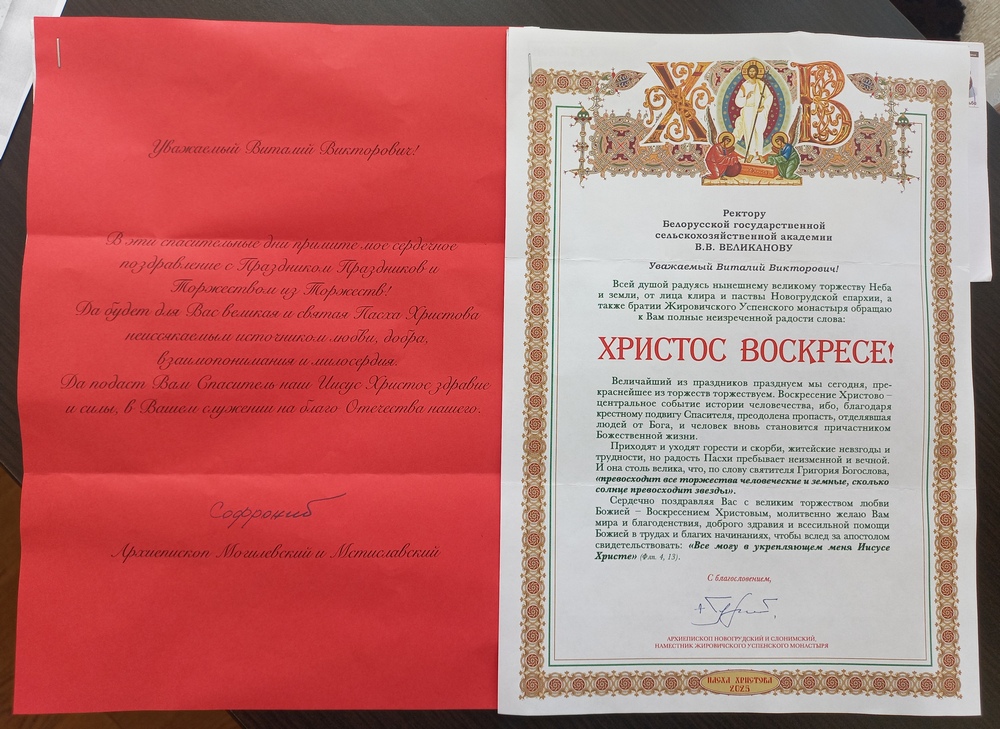 Уважаемый Виталий Викторович!
В эти спасительные дни примите мое сердечное
поздравление с Праздником Праздников и
Торжеством из Торжеств!
Да будет для Вас великая и святая Пасха Христова
неиссякаемым источником любви, добра,
взаимопонимания и милосердия.
Да подаст Вам Спаситель наш Иисус Христос здравие
и силы, в Вашем служении на благо Отечества нашего.
Софроний
Архиепископ Могилевский и Мстиславский
Х В
Ректору
Белорусской государственной
сельскохозяйственной академии
В.В. ВЕЛИКАНОВУ
Уважаемый Виталий Викторович!
Всей душой радуясь нынешнему великому торжеству Неба
и земли, от лица клира и паствы Новогрудской епархии, а
также братии Жировичского Успенского монастыря обращаю
к Вам полные неизреченной радости слова:
ХРИСТОС ВОСКРЕСЕ!
Величайший из праздников празднуем мы сегодня, пре-
краснейшее из торжеств торжествуем. Воскресение Христово –
центральное событие истории человечества, ибо, благодаря
крестному подвигу Спасителя, преодолена пропасть, отделявшая
людей от Бога, и человек вновь становится причастником
Божественной жизни.
Приходят и уходят горести и скорби, житейские невзгоды и
трудности, но радость Пасхи пребывает неизменной и вечной.
И она столь велика, что, по слову святителя Григория Богослова,
«превосходит все торжества человеческие и земные, сколько
солнце превосходит звезды».
Сердечно поздравляя Вас с великим торжеством любви
Божией – Воскресением Христовым, молитвенно желаю Вам
мира и благоденствия, доброго здравия и всесильной помощи
Божией в трудах и благих начинаниях, чтобы вслед за апостолом
свидетельствовать: «Все могу в укрепляющем меня Иисусе
Христе» (Фил. 4, 13).
С благословением,
АРХИЕПИСКОП НОВОГРУДСКИЙ И СЛОНИМСКИЙ,
НАМЕСТНИК ЖИРОВИЧСКОГО УСПЕНСКОГО МОНАСТЫРЯ
ПАСХА ХРИСТОВА
2025